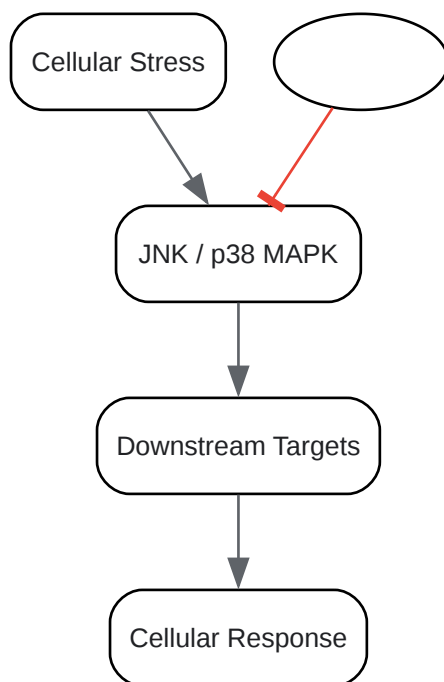 Cellular Stress
JNK / p38 MAPK
Downstream Targets
Cellular Response